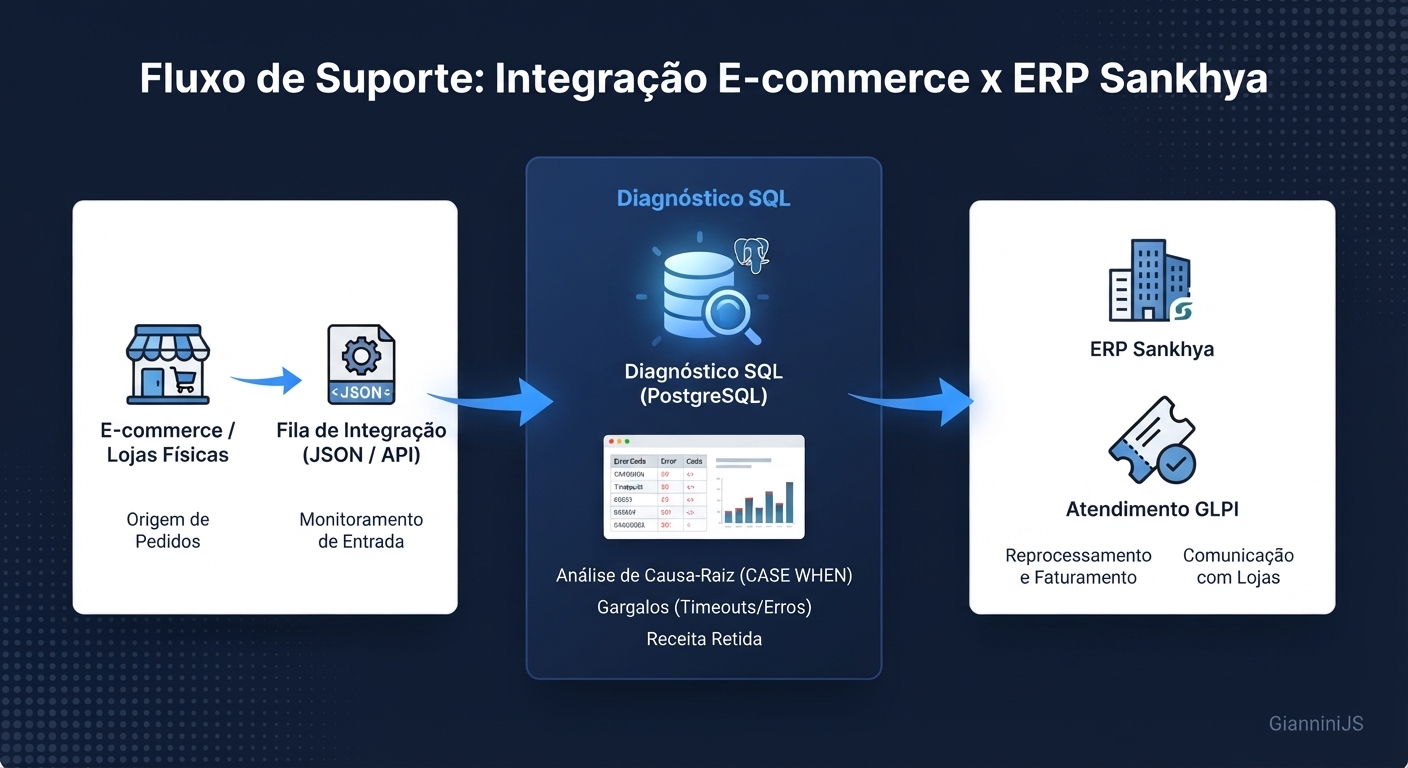 Fluxo de Suporte: Integração E-commerce x ERP Sankhya
E-commerce /
Lojas Físicas
Origem de
Pedidos
<JSON>
Fila de Integração
(JSON / API)
Monitoramento
de Entrada
Diagnóstico SQL
Diagnóstico SQL
(PostgreSQL)
Error
Análise de Causa-Raiz (CASE WHEN)
Gargalos (Timeouts/Erros)
Receita Retida
ERP Sankhya
Atendimento GLPI
Reprocessamento
e Faturamento
Comunicação
com Lojas
GianniniJS